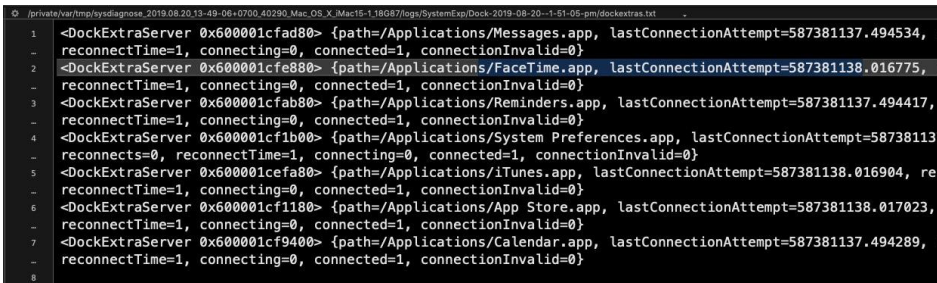 /private/var/tmp/sysdiagnose_2019.08.20_13-49-06+0700_40290_Mac_OS_X_iMac15-1_18G87/logs/SystemExp/Dock-2019-08-20--1-51-05-pm/dockextras.txt
1 <DockExtraServer 0x600001cfad80> {path=/Applications/Messages.app, lastConnectionAttempt=587381137.494534,
reconnectTime=1, connecting=0, connected=1, connectionInvalid=0}
2 <DockExtraServer 0x600001cfe880> {path=/Applications/FaceTime.app, lastConnectionAttempt=587381138.016775,
reconnectTime=1, connecting=0, connected=1, connectionInvalid=0}
3 <DockExtraServer 0x600001cfab80> {path=/Applications/Reminders.app, lastConnectionAttempt=587381137.494417,
reconnectTime=1, connecting=0, connected=1, connectionInvalid=0}
4 <DockExtraServer 0x600001cf1b00> {path=/Applications/System Preferences.app, lastConnectionAttempt=58738113
reconnects=0, reconnectTime=1, connecting=0, connected=1, connectionInvalid=0}
5 <DockExtraServer 0x600001cefa80> {path=/Applications/iTunes.app, lastConnectionAttempt=587381138.016904, re
reconnectTime=1, connecting=0, connected=1, connectionInvalid=0}
6 <DockExtraServer 0x600001cf1180> {path=/Applications/App Store.app, lastConnectionAttempt=587381138.017023,
reconnectTime=1, connecting=0, connected=1, connectionInvalid=0}
7 <DockExtraServer 0x600001cf9400> {path=/Applications/Calendar.app, lastConnectionAttempt=587381137.494289,
reconnectTime=1, connecting=0, connected=1, connectionInvalid=0}
8